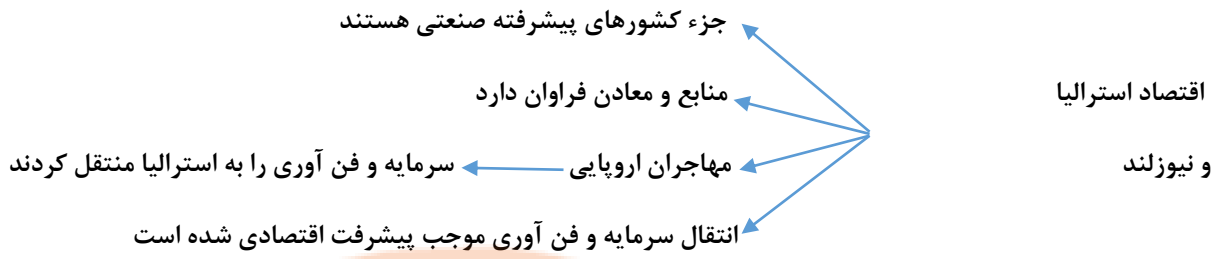 جزء کشورهای پیشرفته صنعتی هستند
اقتصاد استرالیا
منابع و معادن فراوان دارد
و نیوزلند
مهاجران اروپایی
سرمایه و فن آوری را به استرالیا منتقل کردند
انتقال سرمایه و فن آوری موجب پیشرفت اقتصادی شده است